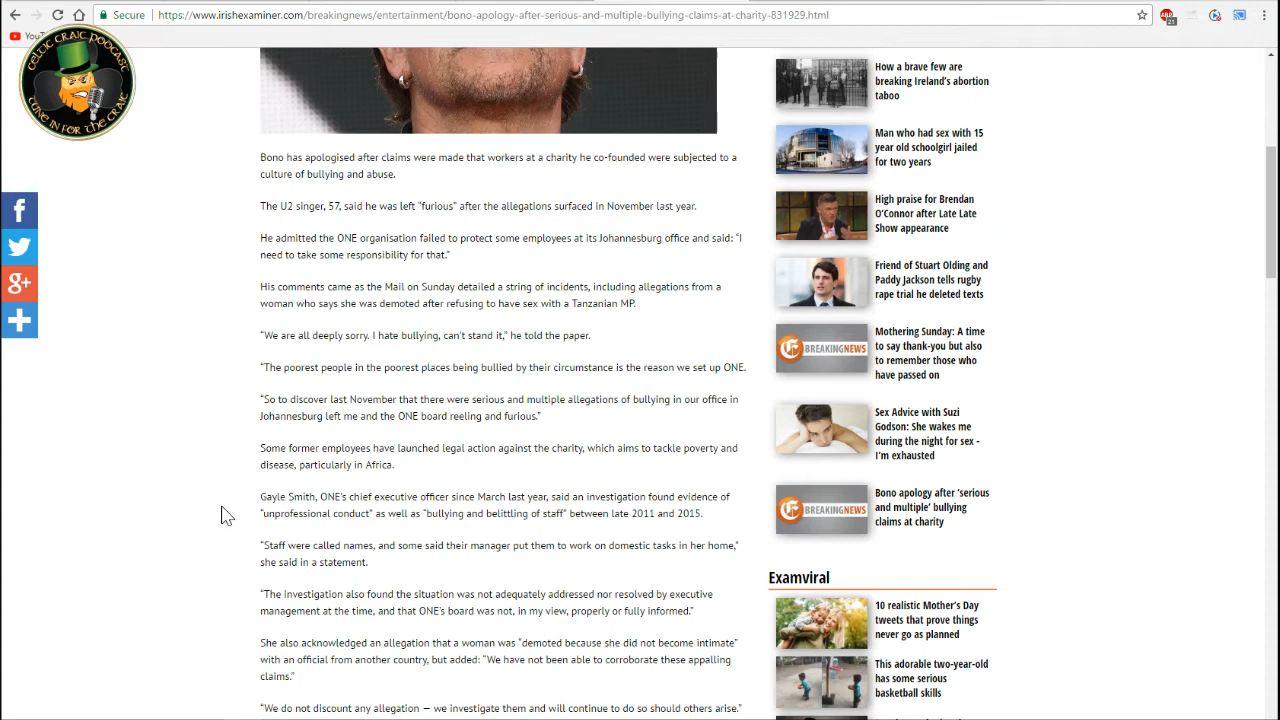 Secure
https://www.irishexaminer.com/breakingnews/entertainment/bono-apology-after-serious-and-multiple-bullying-claims-at-charity-831929.html
CELTIC CRAIC PODCAST
TUNE IN FOR THE CRAIC
Bono has apologised after claims were made that workers at a charity he co-founded were subjected to a
culture of bullying and abuse.
The U2 singer, 57, said he was left “furious” after the allegations surfaced in November last year.
He admitted the ONE organisation failed to protect some employees at its Johannesburg office and said: “I
need to take some responsibility for that.”
His comments came as the Mail on Sunday detailed a string of incidents, including allegations from a
woman who says she was demoted after refusing to have sex with a Tanzanian MP.
“We are all deeply sorry. I hate bullying, can’t stand it,” he told the paper.
“The poorest people in the poorest places being bullied by their circumstance is the reason we set up ONE.
“So to discover last November that there were serious and multiple allegations of bullying in our office in
Johannesburg left me and the ONE board reeling and furious.”
Some former employees have launched legal action against the charity, which aims to tackle poverty and
disease, particularly in Africa.
Gayle Smith, ONE’s chief executive officer since March last year, said an investigation found evidence of
“unprofessional conduct” as well as “bullying and belittling of staff” between late 2011 and 2015.
“Staff were called names, and some said their manager put them to work on domestic tasks in her home,”
she said in a statement.
“The investigation also found the situation was not adequately addressed nor resolved by executive
management at the time, and that ONE’s board was not, in my view, properly or fully informed.”
She also acknowledged an allegation that a woman was “demoted because she did not become intimate”
with an official from another country, but added: “We have not been able to corroborate these appalling
claims.”
“We do not discount any allegation — we investigate them and will continue to do so should others arise.”
How a brave few are
breaking Ireland’s abortion
taboo
Man who had sex with 15
year old schoolgirl jailed
for two years
High praise for Brendan
O’Connor after Late Late
Show appearance
Friend of Stuart Olding and
Paddy Jackson tells rugby
rape trial he deleted texts
BREAKINGNEWS
Mothering Sunday: A time
to say thank-you but also
to remember those who
have passed on
Sex Advice with Suzi
Godson: She wakes me
during the night for sex -
I’m exhausted
BREAKINGNEWS
Bono apology after ‘serious
and multiple’ bullying
claims at charity
Examviral
10 realistic Mother’s Day
tweets that prove things
never go as planned
This adorable two-year-old
has some serious
basketball skills